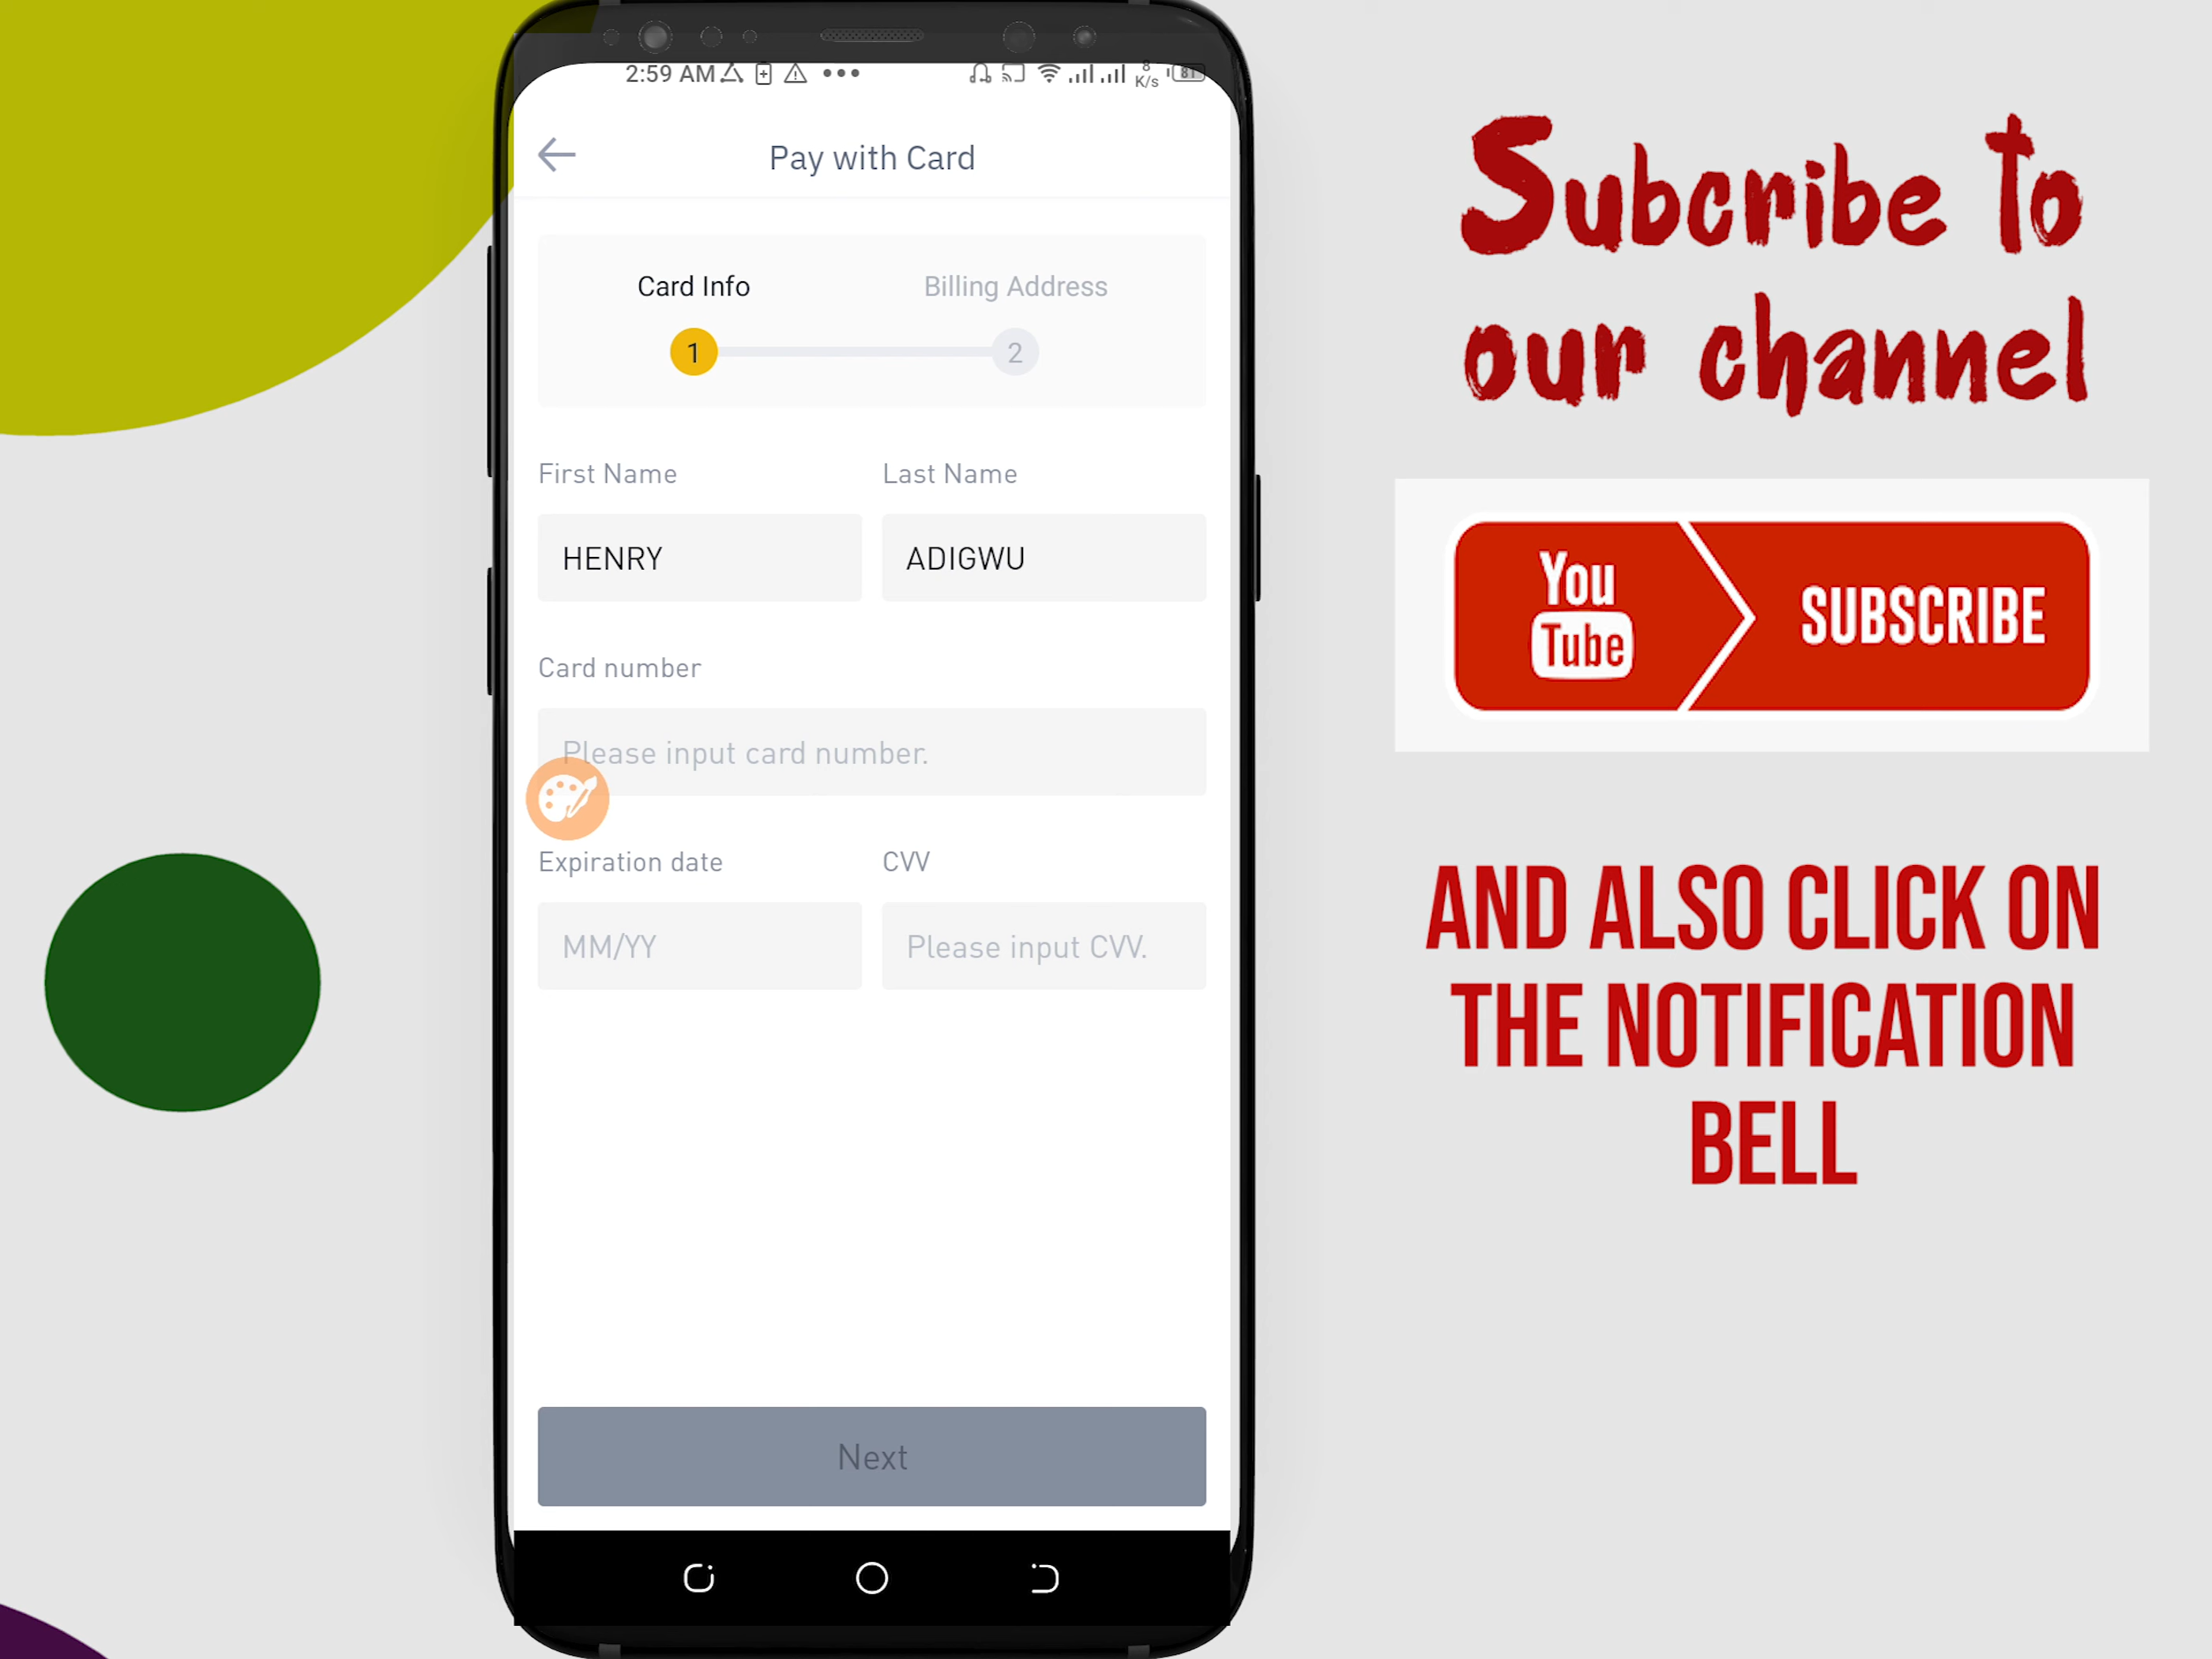 2:59 AM
8
K/s
81
Pay with Card
Card Info
Billing Address
1
2
First Name
Last Name
HENRY
ADIGWU
Card number
Please input card number.
Expiration date
CVV
MM/YY
Please input CVV.
Next
Subcribe to
our channel
You
Tube
SUBSCRIBE
AND ALSO CLICK ON
THE NOTIFICATION
BELL